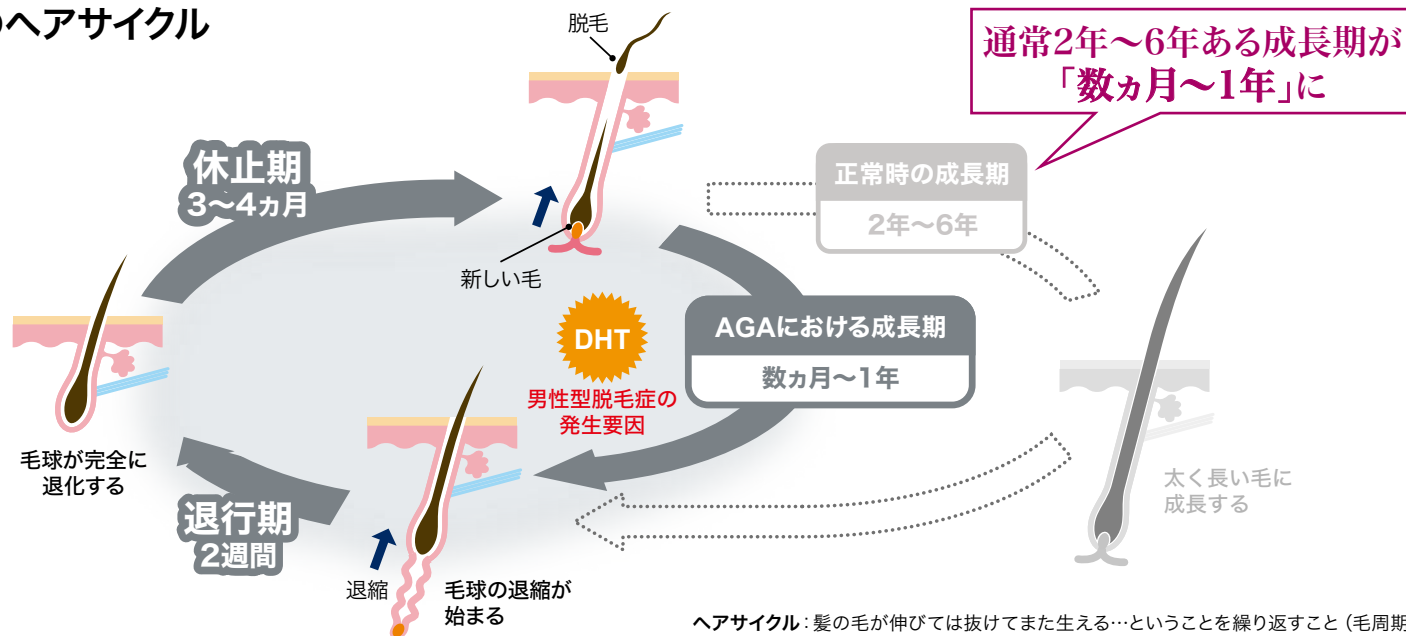 のヘアサイクル
脱毛
通常2年〜6年ある成長期が
「数ヵ月〜1年」に
休止期
3〜4ヵ月
正常時の成長期
2年〜6年
新しい毛
DHT
男性型脱毛症の
発生要因
AGAにおける成長期
数ヵ月〜1年
毛球が完全に
退化する
太く長い毛に
成長する
退行期
2週間
退縮
毛球の退縮が
始まる
ヘアサイクル：髪の毛が伸びては抜けてまた生える…ということを繰り返すこと（毛周期